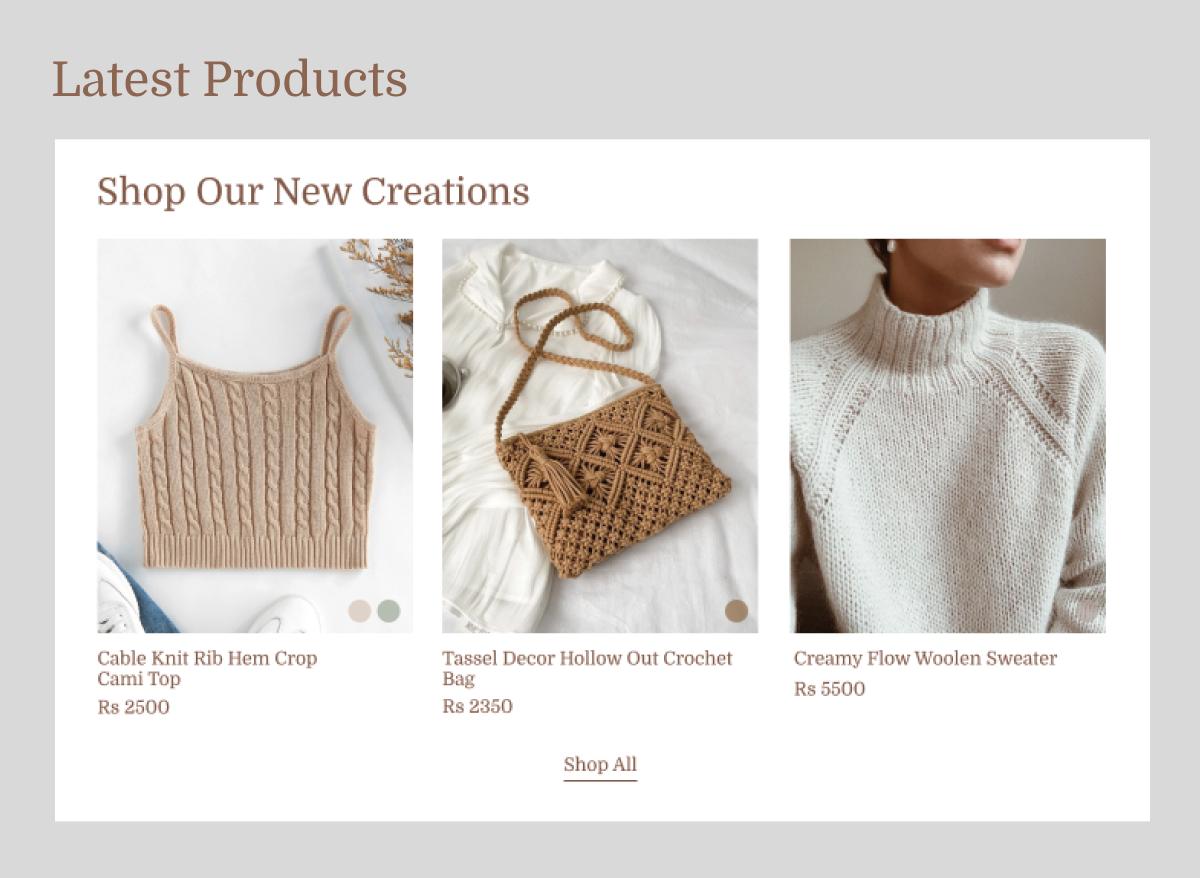 Latest Products
Shop Our New Creations
Cable Knit Rib Hem Crop
Cami Top
Rs 2500
Tassel Decor Hollow Out Crochet
Bag
Rs 2350
Creamy Flow Woolen Sweater
Rs 5500
Shop All